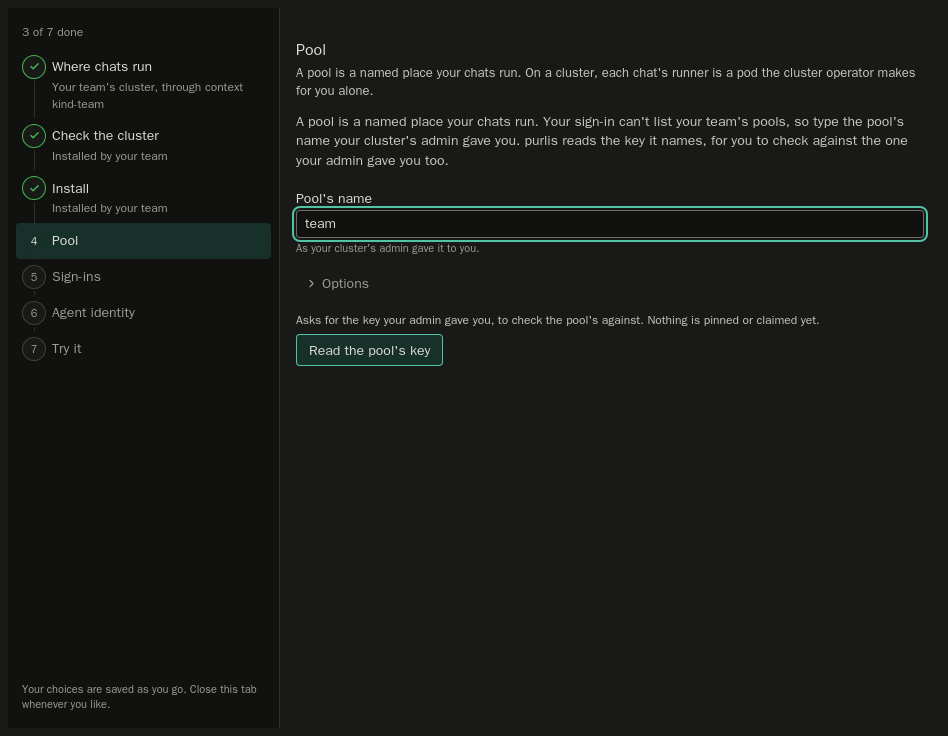 3 of 7 done
Where chats run
Your team's cluster, through context
kind-team
Check the cluster
Installed by your team
Install
Installed by your team
4 Pool
5 Sign-ins
6 Agent identity
7 Try it
Your choices are saved as you go. Close this tab
whenever you like.
Pool
A pool is a named place your chats run. On a cluster, each chat's runner is a pod the cluster operator makes
for you alone.
A pool is a named place your chats run. Your sign-in can't list your team's pools, so type the pool's
name your cluster's admin gave you. purlis reads the key it names, for you to check against the one
your admin gave you too.
Pool's name
team
As your cluster's admin gave it to you.
Options
Asks for the key your admin gave you, to check the pool's against. Nothing is pinned or claimed yet.
Read the pool's key